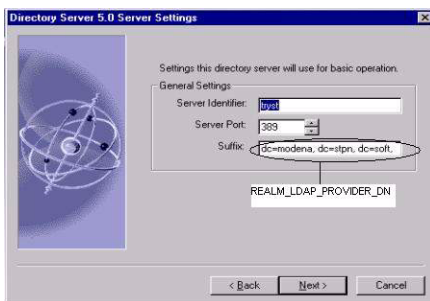 Directory Server 5.0 Server Settings
Settings this directory server will use for basic operation.
General Settings
Server Identifier: tryst
Server Port: 389
Suffix: dc=modena, dc=stpn, dc=soft,
REALM_LDAP_PROVIDER_DN
< Back Next > Cancel